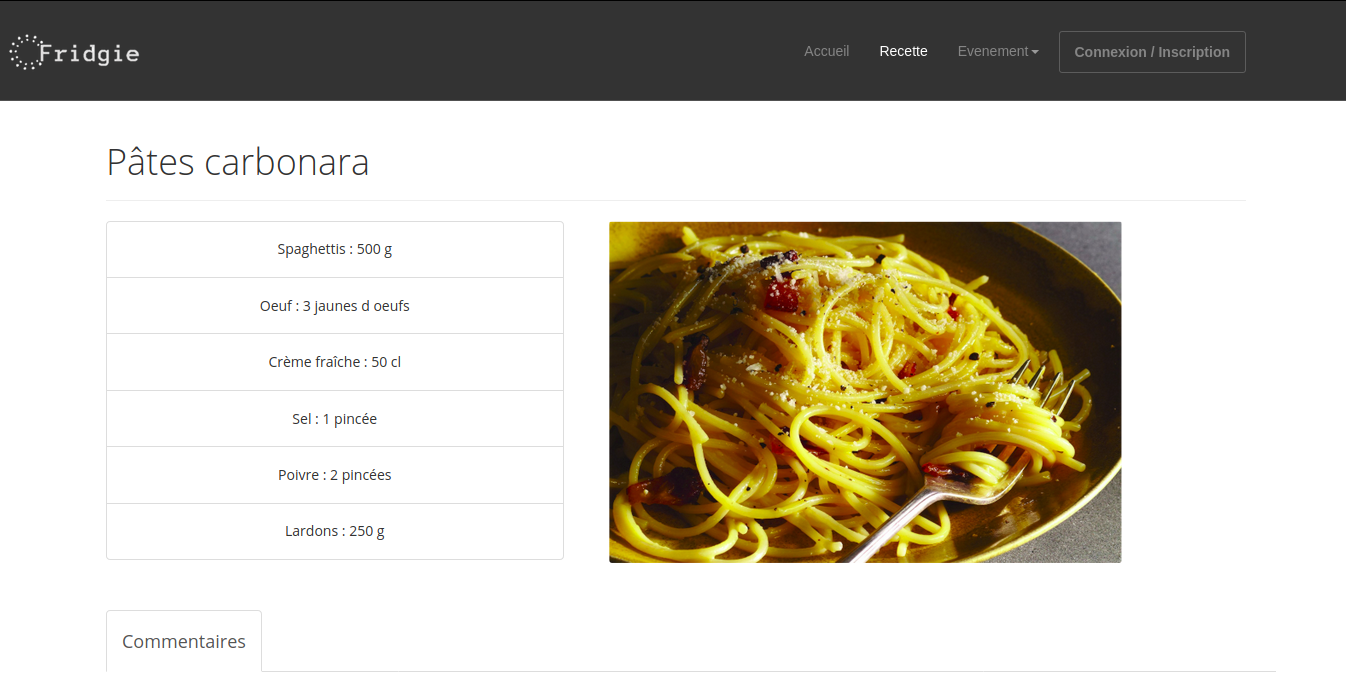 Fridgie
Accueil Recette Evenement Connexion / Inscription
Pâtes carbonara
Spaghettis : 500 g
Oeuf : 3 jaunes d oeufs
Crème fraîche : 50 cl
Sel : 1 pincée
Poivre : 2 pincées
Lardons : 250 g
Commentaires